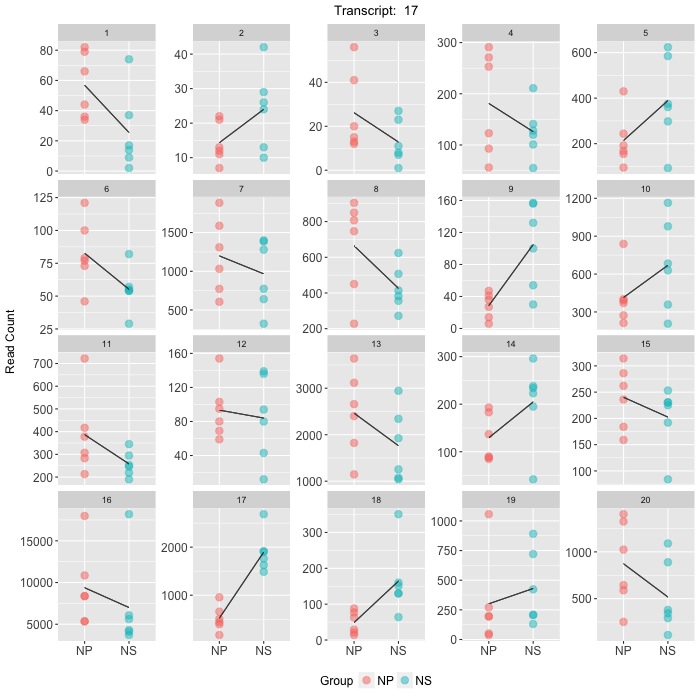 Transcript: 17
1 2 3 4 5
80 60 40 20 0
40 30 20 10
40 20 0
300 200 100
600 400 200
6 7 8 9 10
125 100 75 50 25
1500 1000 500
800 600 400 200
160 120 80 40 0
1200 900 600 300
Read Count
11 12 13 14 15
700 600 500 400 300 200
160 120 80 40
3000 2000 1000
300 200 100
300 250 200 150 100
16 17 18 19 20
15000 10000 5000
2000 1000
300 200 100 0
1000 750 500 250 0
1000 500
NP NS NP NS NP NS NP NS NP NS
Group NP NS